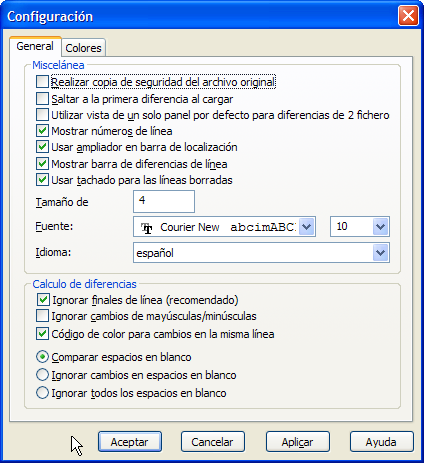 Configuración
General
Colores
Miscelánea
Realizar copia de seguridad del archivo original
Saltar a la primera diferencia al cargar
Utilizar vista de un solo panel por defecto para diferencias de 2 fichero
Mostrar números de línea
Usar ampliador en barra de localización
Mostrar barra de diferencias de línea
Usar tachado para las líneas borradas
Tamaño de
4
Fuente:
Courier New abcimABC
10
Idioma:
español
Calculo de diferencias
Ignorar finales de línea (recomendado)
Ignorar cambios de mayúsculas/minúsculas
Código de color para cambios en la misma línea
Comparar espacios en blanco
Ignorar cambios en espacios en blanco
Ignorar todos los espacios en blanco
Aceptar
Cancelar
Aplicar
Ayuda